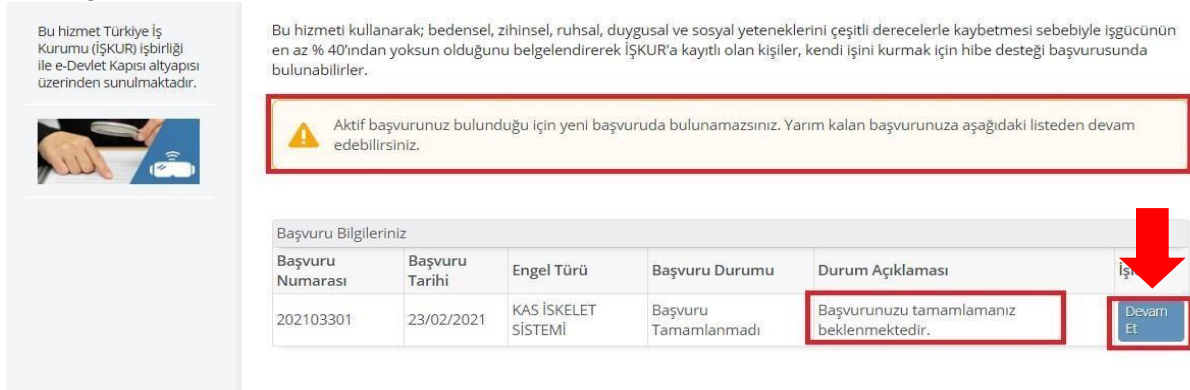 Bu hizmet Türkiye İş
Kurumu (İŞKUR) işbirliği
ile e-Devlet Kapısı altyapısı
üzerinden sunulmaktadır.
Bu hizmeti kullanarak; bedensel, zihinsel, ruhsal, duygusal ve sosyal yeteneklerini çeşitli derecelerle kaybetmesi sebebiyle işgücünün
en az % 40'ından yoksun olduğunu belgelendirerek İŞKUR'a kayıtlı olan kişiler, kendi işini kurmak için hibe desteği başvurusunda
bulunabilirler.
Aktif başvurunuz bulunduğu için yeni başvuruda bulunamazsınız. Yarım kalan başvurunuza aşağıdaki listeden devam
edebilirsiniz.
Başvuru Bilgileriniz
Başvuru Numarası Başvuru Tarihi Engel Türü Başvuru Durumu Durum Açıklaması
202103301 23/02/2021 KAS İSKELET SİSTEMİ Başvuru Tamamlanmadı Başvurunuzu tamamlamanız beklenmektedir. Devam Et